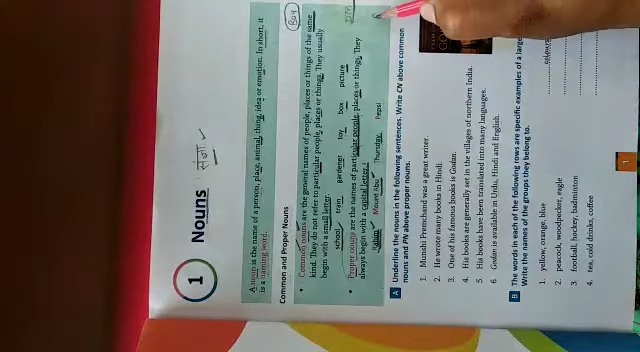 1 Nouns संज्ञा
A noun is the name of a person, place, animal, thing, idea or emotion. In short, it
is a naming word.
Common and Proper Nouns
Boy
• Common nouns are the general names of people, places or things of the same
kind. They do not refer to particular people, places or things. They usually
begin with a small letter.
school train gardener toy box picture
• Proper nouns are the names of particular people, places or things. They
always begin with a capital letter.
Mount Abu Thursday Pepsi
A Underline the nouns in the following sentences. Write CN above common
nouns and PN above proper nouns.
1. Munshi Premchand was a great writer.
2. He wrote many books in Hindi.
3. One of his famous books is Godan.
4. His books are generally set in the villages of northern India.
5. His books have been translated into many languages.
6 Godan is available in Urdu, Hindi and English.
B The words in each of the following rows are specific examples of a large
Write the names of the groups they belong to.
1. yellow, orange, blue colours
2. peacock, woodpecker, eagle
3. football, hockey, badminton
4. tea, cold drinks, coffee
1